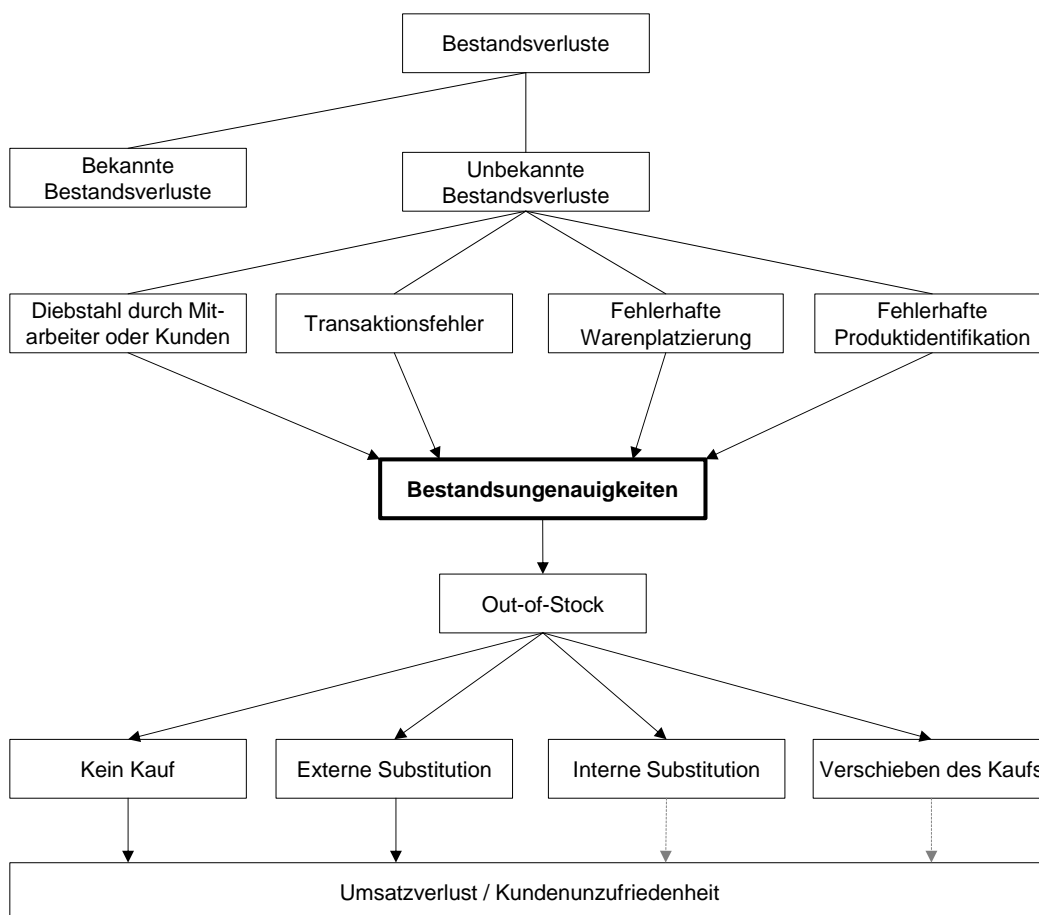 Bestandsverluste
Bekannte
Bestandsverluste
Unbekannte
Bestandsverluste
Diebstahl durch Mit-
arbeiter oder Kunden
Transaktionsfehler
Fehlerhafte
Warenplatzierung
Fehlerhafte
Produktidentifikation
Bestandsungenauigkeiten
Out-of-Stock
Kein Kauf
Externe Substitution
Interne Substitution
Verschieben des Kaufs
Umsatzverlust / Kundenunzufriedenheit